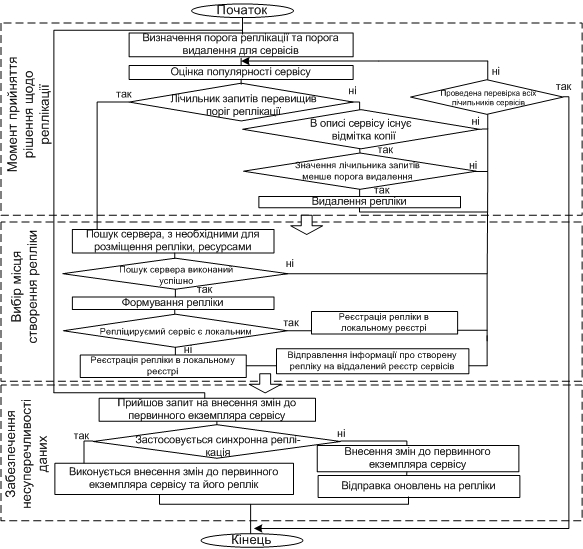 Початок
Момент прийняття
рішення щодо
реплікації
Визначення порога реплікації та порога
видалення для сервісів
Оцінка популярності сервісу
ні
так
Лічильник запитів перевищив
поріг реплікації
ні
Проведена перевірка всіх
лічильників сервісів
так
В описі сервісу існує
відмітка копії
ні
так
Значення лічильника запитів
менше порога видалення
ні
так
Видалення репліки
Вибір місця
створення репліки
Пошук сервера, з необхідними для
розміщення репліки, ресурсами
Пошук сервера виконаний
успішно
ні
так
Формування репліки
Репліцируємий сервіс є локальним
так
Реєстрація репліки в
локальному реєстрі
ні
Реєстрація репліки в локальному
реєстрі
Відправлення інформації про створену
репліку на віддалений реєстр сервісів
Забезпечення
несуперечливості
даних
Прийшов запит на внесення змін до
первинного екземпляра сервісу
так
Застосовується синхронна реплі-
кація
ні
Виконується внесення змін до первинного
екземпляра сервісу та його реплік
Внесення змін до первинного
екземпляра сервісу
Відправка оновлень на репліки
Кінець